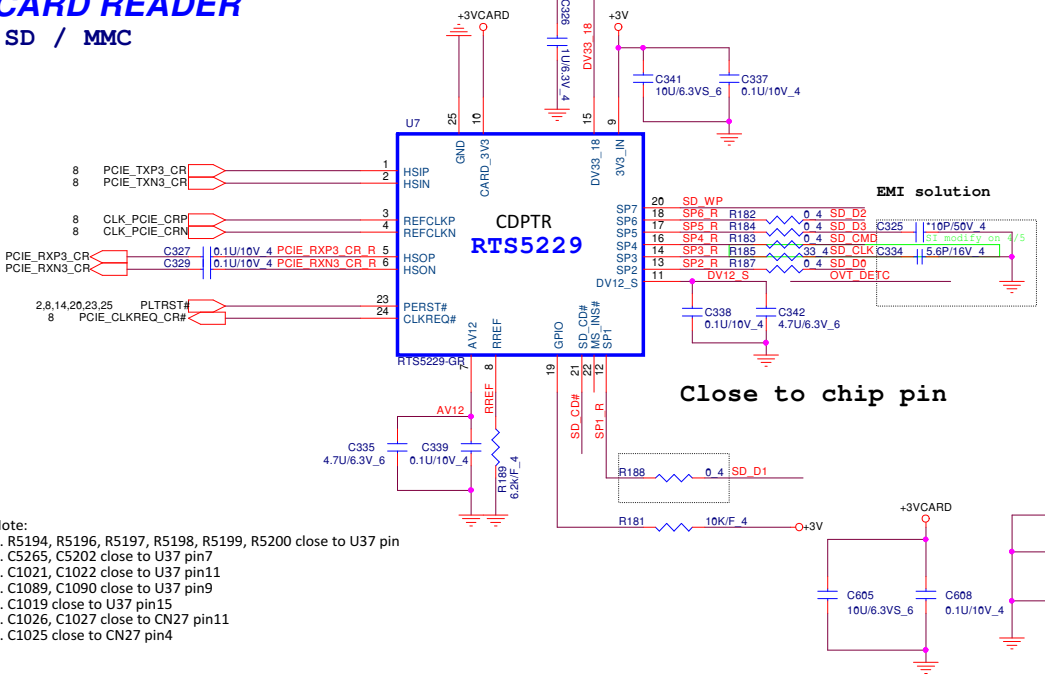 CARD READER
SD / MMC
+3VCARD
C326
1U/6.3V_4
DV33_18
+3V
C341
10U/6.3VS_6
C337
0.1U/10V_4
U7
25
10
15
9
GND
CARD_3V3
DV33_18
3V3_IN
8 PCIE_TXP3_CR 1 HSIP
8 PCIE_TXN3_CR 2 HSIN
8 CLK_PCIE_CRP 3 REFCLKP
8 CLK_PCIE_CRN 4 REFCLKN
PCIE_RXP3_CR C327 0.1U/10V_4 PCIE_RXP3_CR_R 5 HSOP
PCIE_RXN3_CR C329 0.1U/10V_4 PCIE_RXN3_CR_R 6 HSON
2,8,14,20,23,25 PLTRST# 23 PERST#
8 PCIE_CLKREQ_CR# 24 CLKREQ#
CDPTR
RTS5229
EMI solution
SP7 20 SD_WP
SP6 18 SP6_R R182 0_4 SD_D2
SP5 17 SP5_R R184 0_4 SD_D3 C325 *10P/50V_4
SP4 16 SP4_R R183 0_4 SD_CMD SI modify on 4/5
SP3 14 SP3_R R185 33_4 SD_CLK C334 5.6P/16V_4
SP2 13 SP2_R R187 0_4 SD_D0
DV12_S 11 DV12_S OVT_DETC
C338
0.1U/10V_4
C342
4.7U/6.3V_6
AV12
RREF
GPIO
SD_CD#
MS_INS#
SP1
RTS5229-GR
7
8
19
21
22
12
AV12
RREF
SD_CD#
SP1_R
Close to chip pin
C335
4.7U/6.3V_6
C339
0.1U/10V_4
R189
6.2k/F_4
R188 0_4 SD_D1
R181 10K/F_4 +3V
+3VCARD
C605
10U/6.3VS_6
C608
0.1U/10V_4
Note:
. R5194, R5196, R5197, R5198, R5199, R5200 close to U37 pin
. C5265, C5202 close to U37 pin7
. C1021, C1022 close to U37 pin11
. C1089, C1090 close to U37 pin9
. C1019 close to U37 pin15
. C1026, C1027 close to CN27 pin11
. C1025 close to CN27 pin4